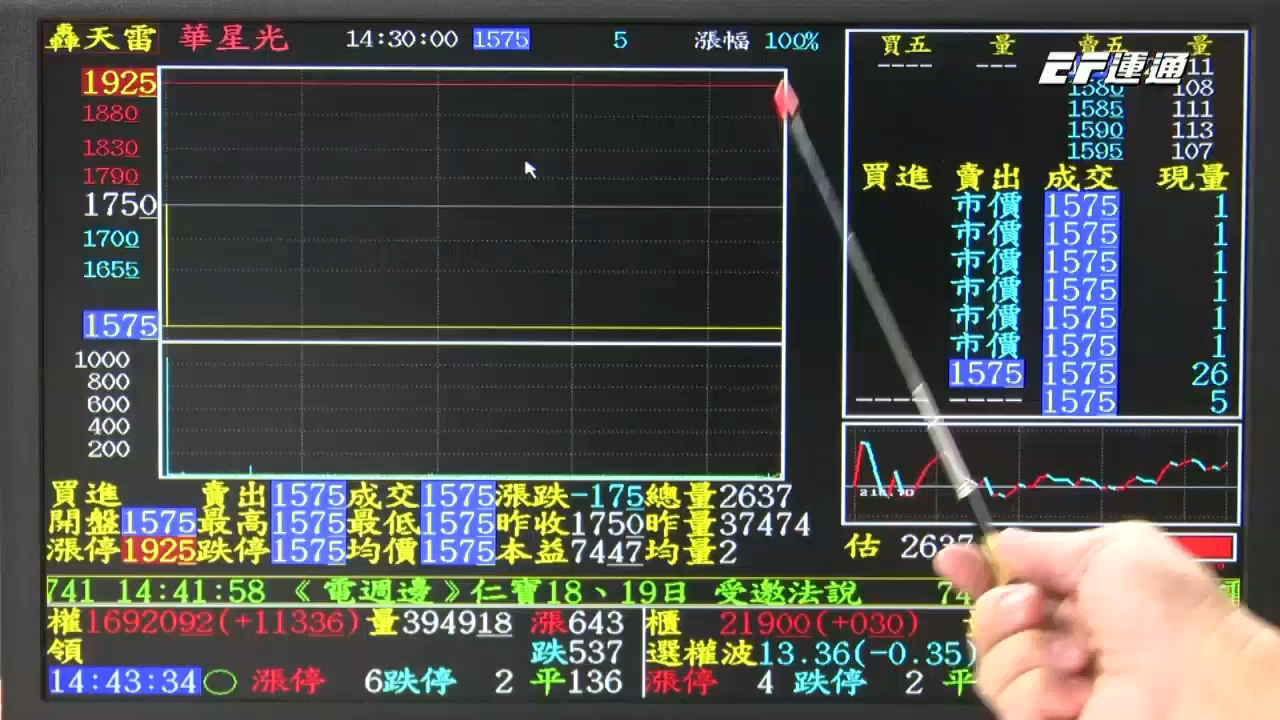 轟天雷 華星光 14:30:00 1575 5 漲幅 100%
買五 量 賣五 量
---- --- 11
EF運通
1580 108
1585 111
1590 113
1595 107
買進 賣出 成交 現量
市價 1575 1
市價 1575 1
市價 1575 1
市價 1575 1
市價 1575 1
市價 1575 1
1575 1575 26
---- ---- 1575 5
1925
1880
1830
1790
1750
1700
1655
1575
1000
800
600
400
200
買進 賣出1575成交1575漲跌-175總量2637
開盤1575最高1575最低1575昨收1750昨量37474
漲停1925跌停1575均價1575本益7447均量2
估 2637
741 14:41:58 《電週邊》仁寶18、19日 受邀法說 74
權1692092(+11336)量394918 漲643
領 跌537
14:43:34 漲停 6跌停 2 平136
櫃 21900(+030)
選權波13.36(-0.35)
漲停 4 跌停 2 平